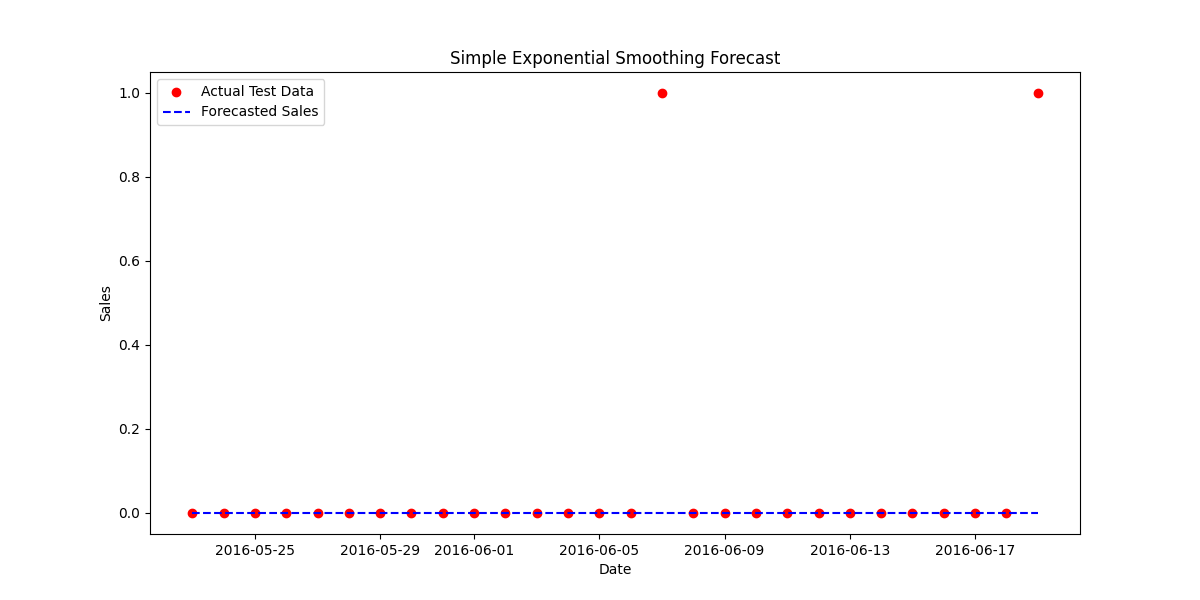 Simple Exponential Smoothing Forecast
Actual Test Data
Forecasted Sales
1.0
0.8
0.6
0.4
0.2
0.0
Sales
2016-05-25 2016-05-29 2016-06-01 2016-06-05 2016-06-09 2016-06-13 2016-06-17
Date